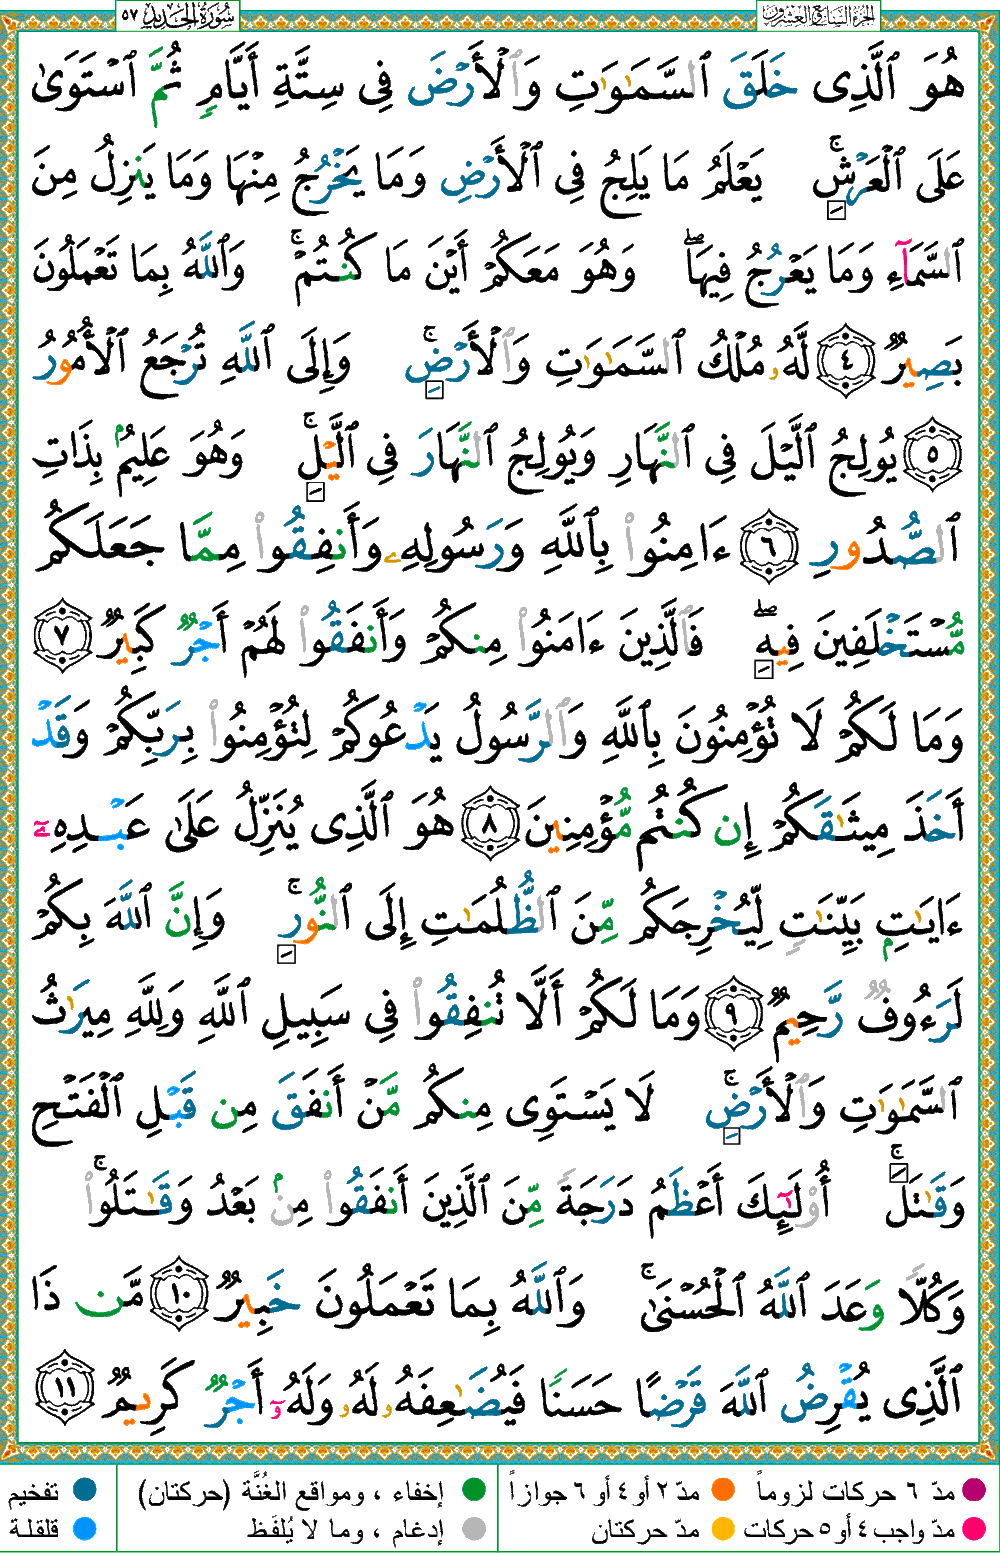 الجزء السابع العشرون
سورة الحديد ٥٧
هُوَ ٱلَّذِى خَلَقَ ٱلسَّمَـٰوَٰتِ وَٱلْأَرْضَ فِى سِتَّةِ أَيَّامٍ ثُمَّ ٱسْتَوَىٰ
عَلَى ٱلْعَرْشِ ۚ يَعْلَمُ مَا يَلِجُ فِى ٱلْأَرْضِ وَمَا يَخْرُجُ مِنْهَا وَمَا يَنزِلُ مِنَ
ٱلسَّمَآءِ وَمَا يَعْرُجُ فِيهَا ۖ وَهُوَ مَعَكُمْ أَيْنَ مَا كُنتُمْ ۚ وَٱللَّهُ بِمَا تَعْمَلُونَ
بَصِيرٌ ٤ لَّهُۥ مُلْكُ ٱلسَّمَـٰوَٰتِ وَٱلْأَرْضِ ۚ وَإِلَى ٱللَّهِ تُرْجَعُ ٱلْأُمُورُ
٥ يُولِجُ ٱلَّيْلَ فِى ٱلنَّهَارِ وَيُولِجُ ٱلنَّهَارَ فِى ٱلَّيْلِ ۚ وَهُوَ عَلِيمٌۢ بِذَاتِ
ٱلصُّدُورِ ٦ ءَامِنُوا۟ بِٱللَّهِ وَرَسُولِهِۦ وَأَنفِقُوا۟ مِمَّا جَعَلَكُم
مُّسْتَخْلَفِينَ فِيهِ ۖ فَٱلَّذِينَ ءَامَنُوا۟ مِنكُمْ وَأَنفَقُوا۟ لَهُمْ أَجْرٌ كَبِيرٌ ٧
وَمَا لَكُمْ لَا تُؤْمِنُونَ بِٱللَّهِ وَٱلرَّسُولُ يَدْعُوكُمْ لِتُؤْمِنُوا۟ بِرَبِّكُمْ وَقَدْ
أَخَذَ مِيثَـٰقَكُمْ إِن كُنتُم مُّؤْمِنِينَ ٨ هُوَ ٱلَّذِى يُنَزِّلُ عَلَىٰ عَبْدِهِۦٓ
ءَايَـٰتٍۭ بَيِّنَـٰتٍ لِّيُخْرِجَكُم مِّنَ ٱلظُّلُمَـٰتِ إِلَى ٱلنُّورِ ۚ وَإِنَّ ٱللَّهَ بِكُمْ
لَرَءُوفٌ رَّحِيمٌ ٩ وَمَا لَكُمْ أَلَّا تُنفِقُوا۟ فِى سَبِيلِ ٱللَّهِ وَلِلَّهِ مِيرَٰثُ
ٱلسَّمَـٰوَٰتِ وَٱلْأَرْضِ ۚ لَا يَسْتَوِى مِنكُم مَّنْ أَنفَقَ مِن قَبْلِ ٱلْفَتْحِ
وَقَـٰتَلَ ۚ أُو۟لَـٰٓئِكَ أَعْظَمُ دَرَجَةً مِّنَ ٱلَّذِينَ أَنفَقُوا۟ مِنۢ بَعْدُ وَقَـٰتَلُوا۟ ۚ
وَكُلًّا وَعَدَ ٱللَّهُ ٱلْحُسْنَىٰ ۚ وَٱللَّهُ بِمَا تَعْمَلُونَ خَبِيرٌ ١٠ مَّن ذَا
ٱلَّذِى يُقْرِضُ ٱللَّهَ قَرْضًا حَسَنًا فَيُضَـٰعِفَهُۥ لَهُۥ وَلَهُۥٓ أَجْرٌ كَرِيمٌ ١١
مدّ ٦ حركات لزوماً
مدّ ٢ أو ٤ أو ٦ جوازاً
إخفاء ، ومواقع الغُنَّة (حركتان)
تفخيم
مدّ واجب ٤ أو ٥ حركات
مدّ حركتان
إدغام ، وما لا يُلفَظ
قلقلة